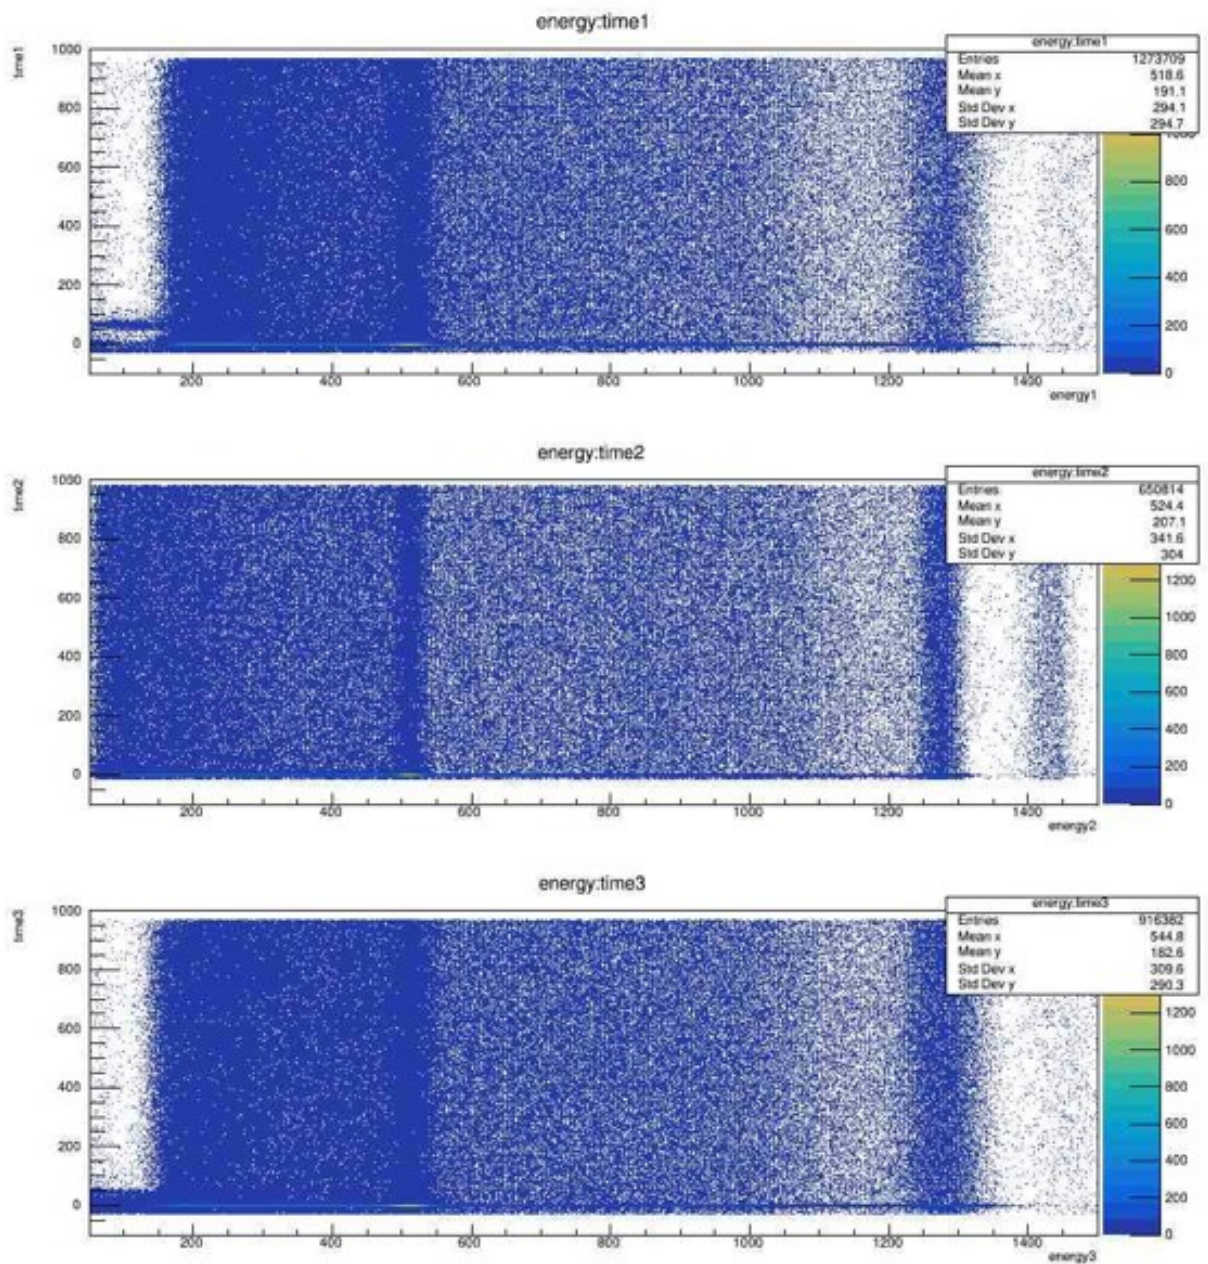 energy:time1
time1
1000
800
600
400
200
0
200 400 600 800 1000 1200 1400
energy1
energy:time1
Entries 1273709
Mean x 518.6
Mean y 191.1
Std Dev x 294.1
Std Dev y 294.7
1000
800
600
400
200
0
energy:time2
time2
1000
800
600
400
200
0
200 400 600 800 1000 1200 1400
energy2
energy:time2
Entries 650814
Mean x 524.4
Mean y 207.1
Std Dev x 341.6
Std Dev y 304
1200
1000
800
600
400
200
0
energy:time3
time3
1000
800
600
400
200
0
200 400 600 800 1000 1200 1400
energy3
energy:time3
Entries 916382
Mean x 544.8
Mean y 182.6
Std Dev x 309.6
Std Dev y 290.3
1200
1000
800
600
400
200
0